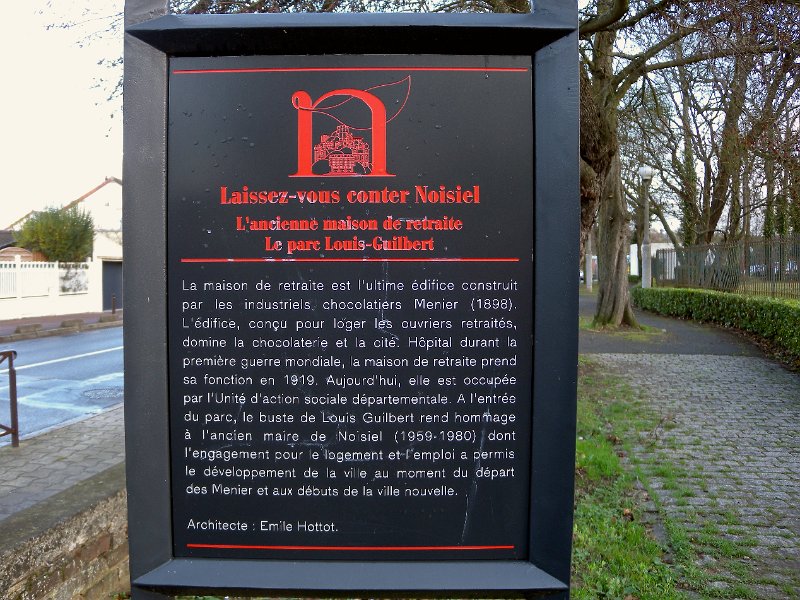 n
Laissez-vous conter Noisiel
L'ancienne maison de retraite
Le parc Louis-Guilbert
La maison de retraite est l'ultime édifice construit
par les industriels chocolatiers Menier (1898).
L'édifice, conçu pour loger les ouvriers retraités,
domine la chocolaterie et la cité. Hôpital durant la
première guerre mondiale, la maison de retraite prend
sa fonction en 1919. Aujourd'hui, elle est occupée
par l'Unité d'action sociale départementale. A l'entrée
du parc, le buste de Louis Guilbert rend hommage
à l'ancien maire de Noisiel (1959-1980) dont
l'engagement pour le logement et l'emploi a permis
le développement de la ville au moment du départ
des Menier et aux débuts de la ville nouvelle.
Architecte : Emile Hottot.